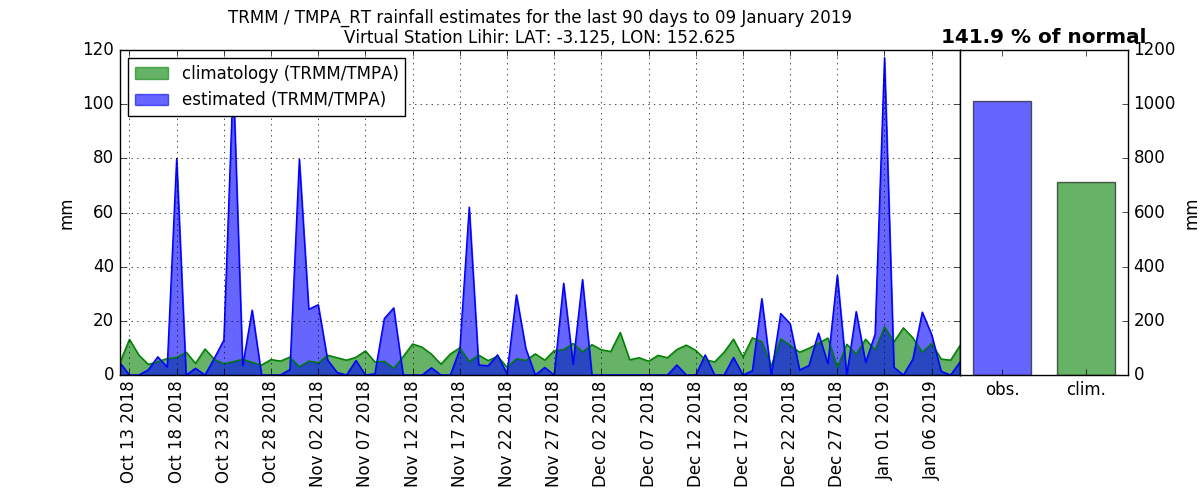 TRMM / TMPA_RT rainfall estimates for the last 90 days to 09 January 2019
Virtual Station Lihir: LAT: -3.125, LON: 152.625
141.9 % of normal
climatology (TRMM/TMPA)
estimated (TRMM/TMPA)
120
100
80
60
40
20
0
mm
Oct 13 2018
Oct 18 2018
Oct 23 2018
Oct 28 2018
Nov 02 2018
Nov 07 2018
Nov 12 2018
Nov 17 2018
Nov 22 2018
Nov 27 2018
Dec 02 2018
Dec 07 2018
Dec 12 2018
Dec 17 2018
Dec 22 2018
Dec 27 2018
Jan 01 2019
Jan 06 2019
obs.
clim.
1200
1000
800
600
400
200
0
mm